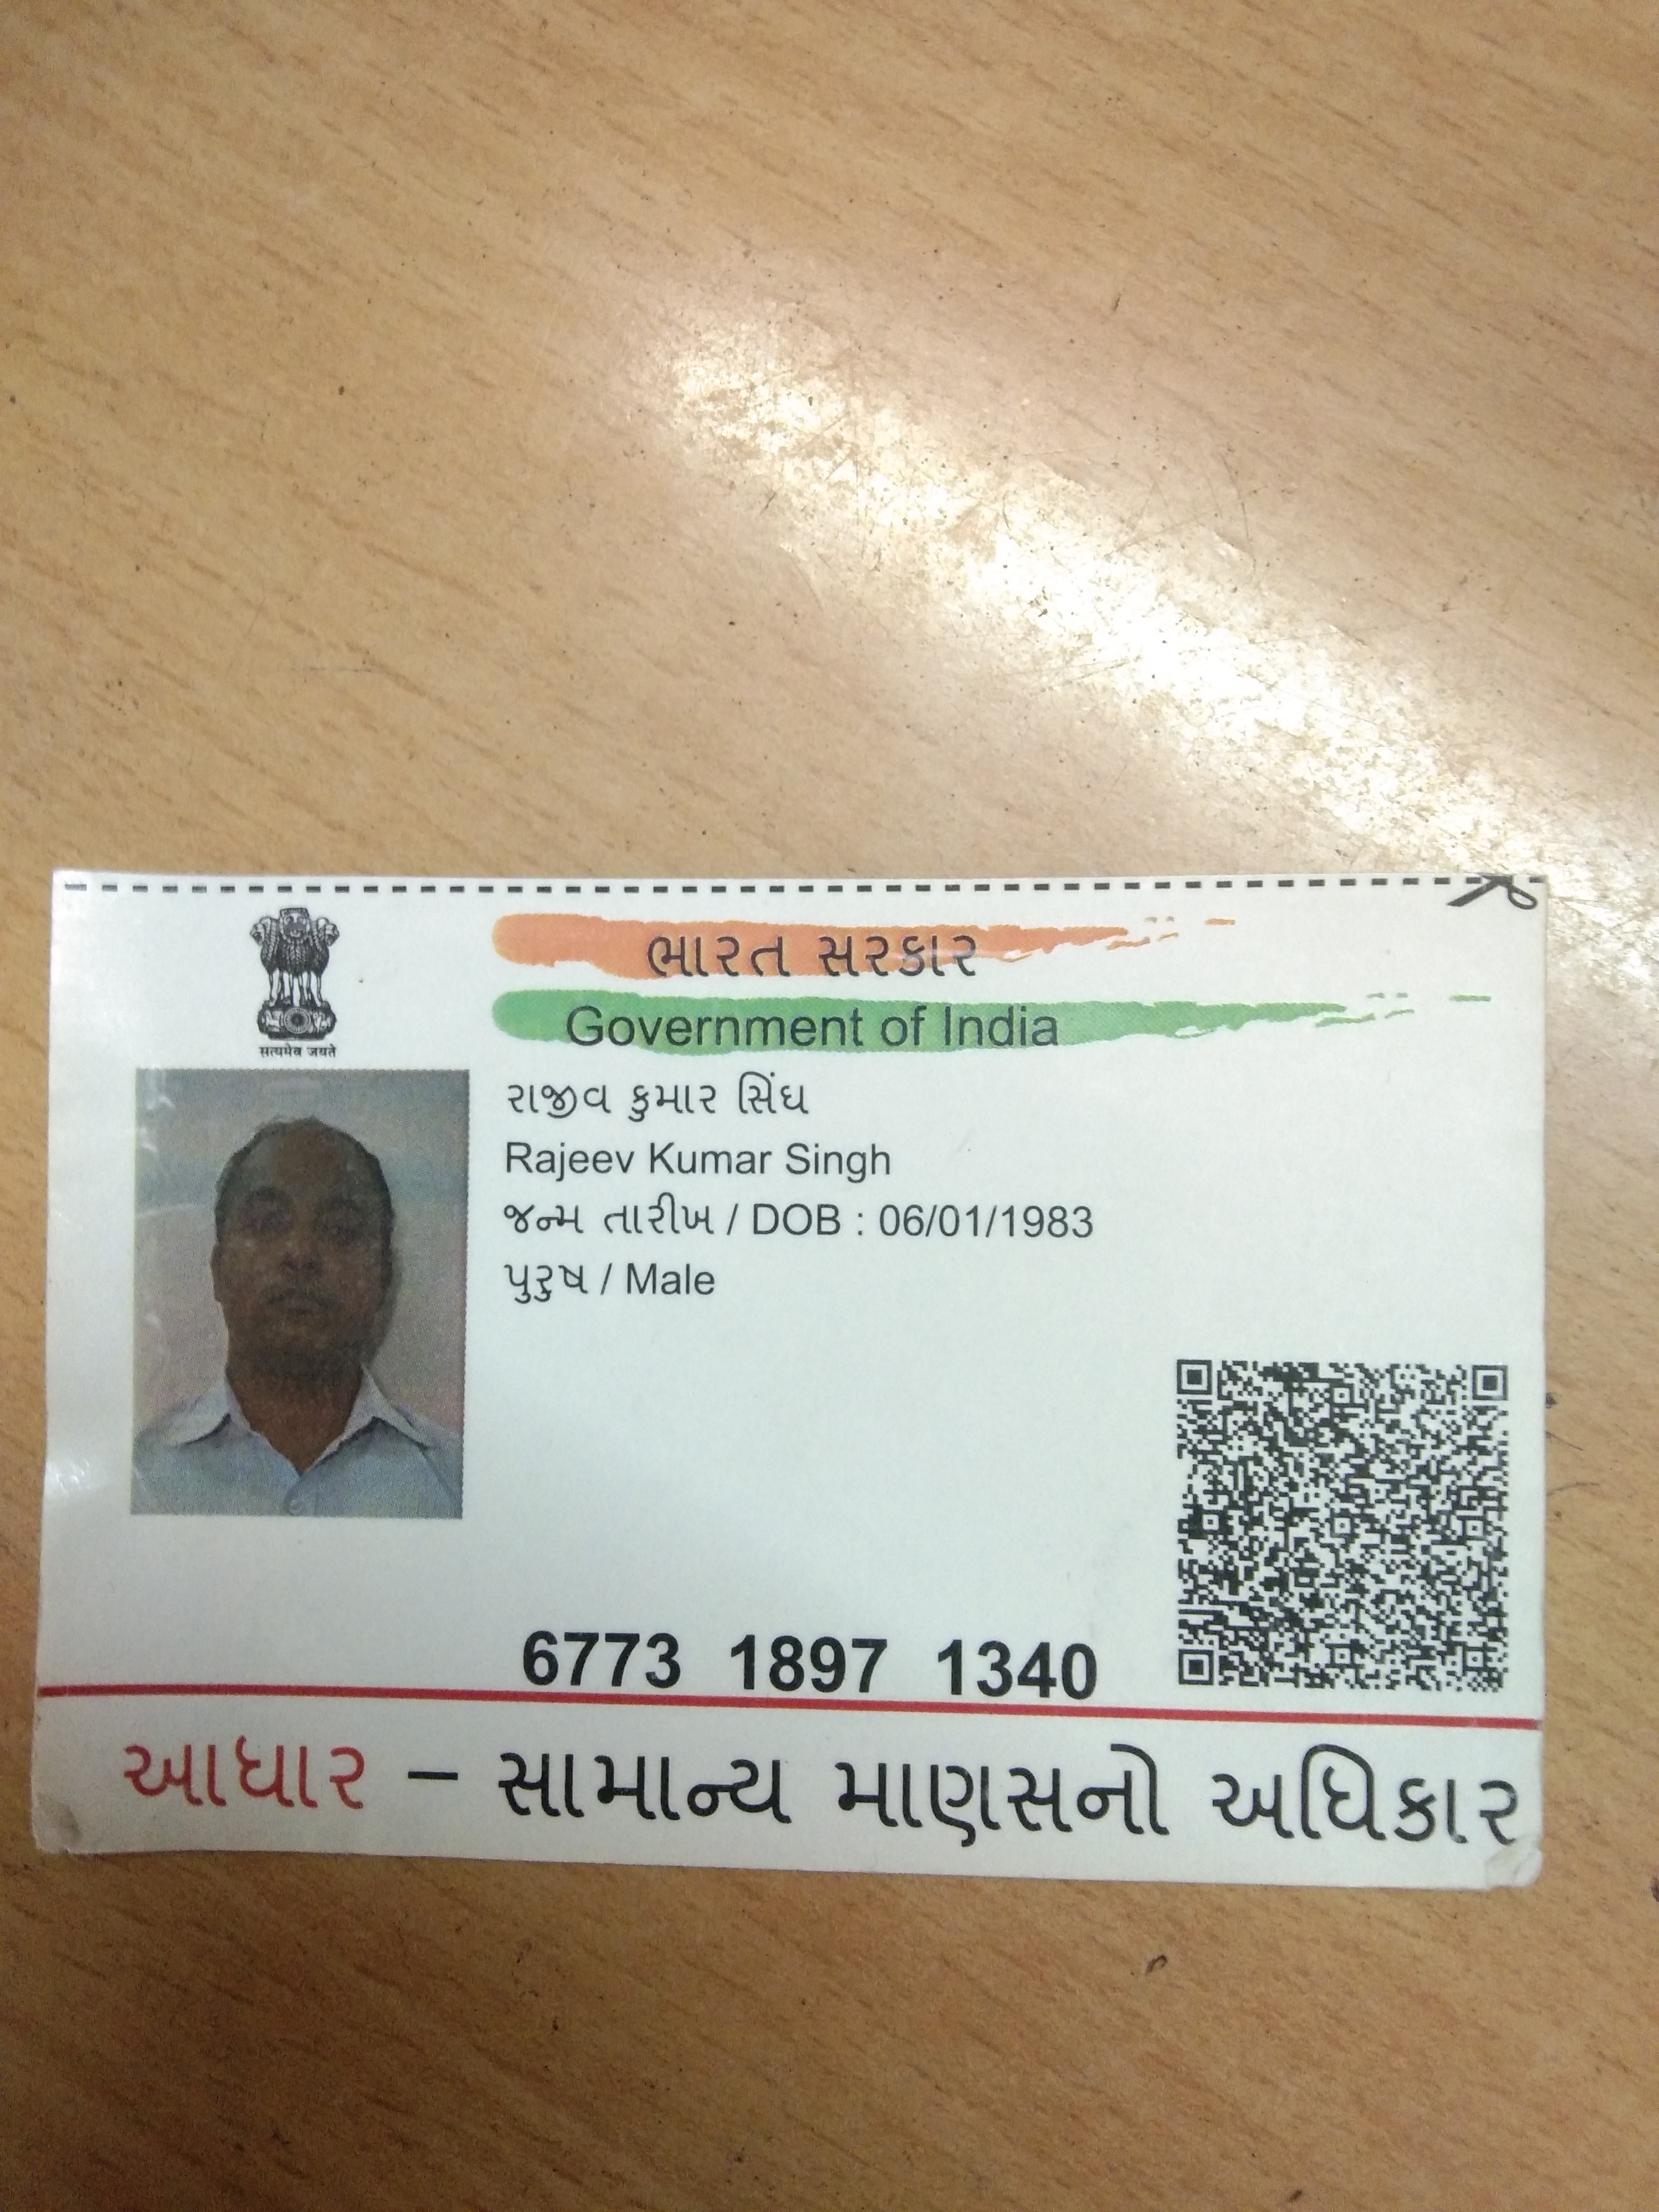 ભારત સરકાર
Government of India
सत्यमेव जयते
રાજીવ કુમાર સિંઘ
Rajeev Kumar Singh
જન્મ તારીખ / DOB : 06/01/1983
પુરુષ / Male
6773 1897 1340
આધાર – સામાન્ય માણસનો અધિકાર